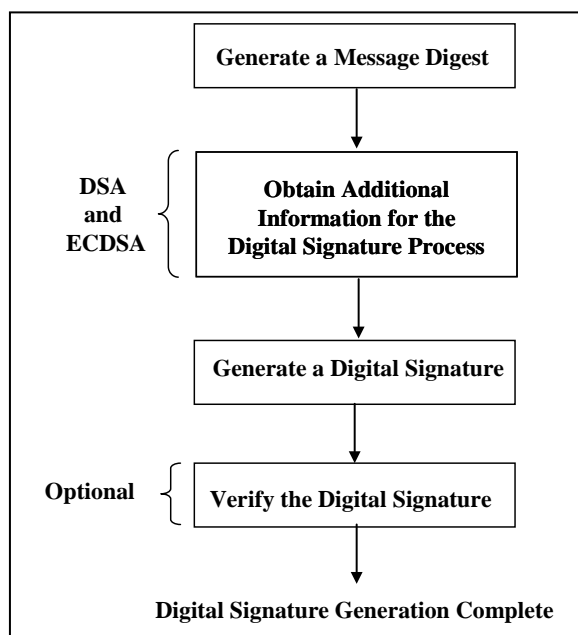 Generate a Message Digest
DSA
and
ECDSA
Obtain Additional
Information for the
Digital Signature Process
Generate a Digital Signature
Optional
Verify the Digital Signature
Digital Signature Generation Complete